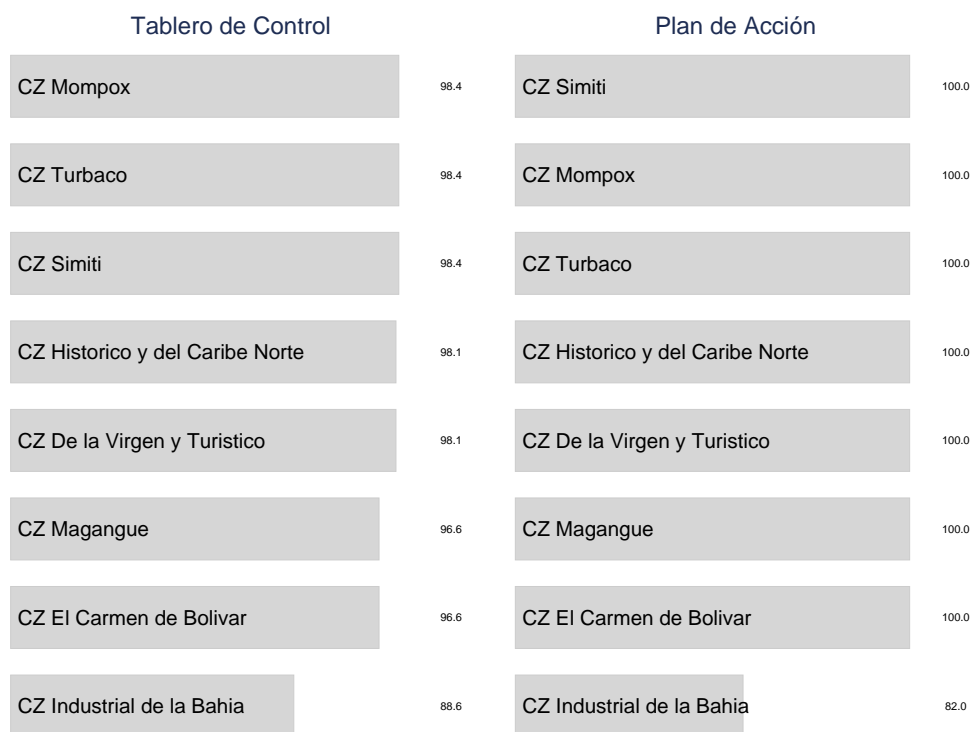 Tablero de Control
CZ Mompox 98.4
CZ Turbaco 98.4
CZ Simiti 98.4
CZ Historico y del Caribe Norte 98.1
CZ De la Virgen y Turistico 98.1
CZ Magangue 96.6
CZ El Carmen de Bolivar 96.6
CZ Industrial de la Bahia 88.6
Plan de Acción
CZ Simiti 100.0
CZ Mompox 100.0
CZ Turbaco 100.0
CZ Historico y del Caribe Norte 100.0
CZ De la Virgen y Turistico 100.0
CZ Magangue 100.0
CZ El Carmen de Bolivar 100.0
CZ Industrial de la Bahia 82.0